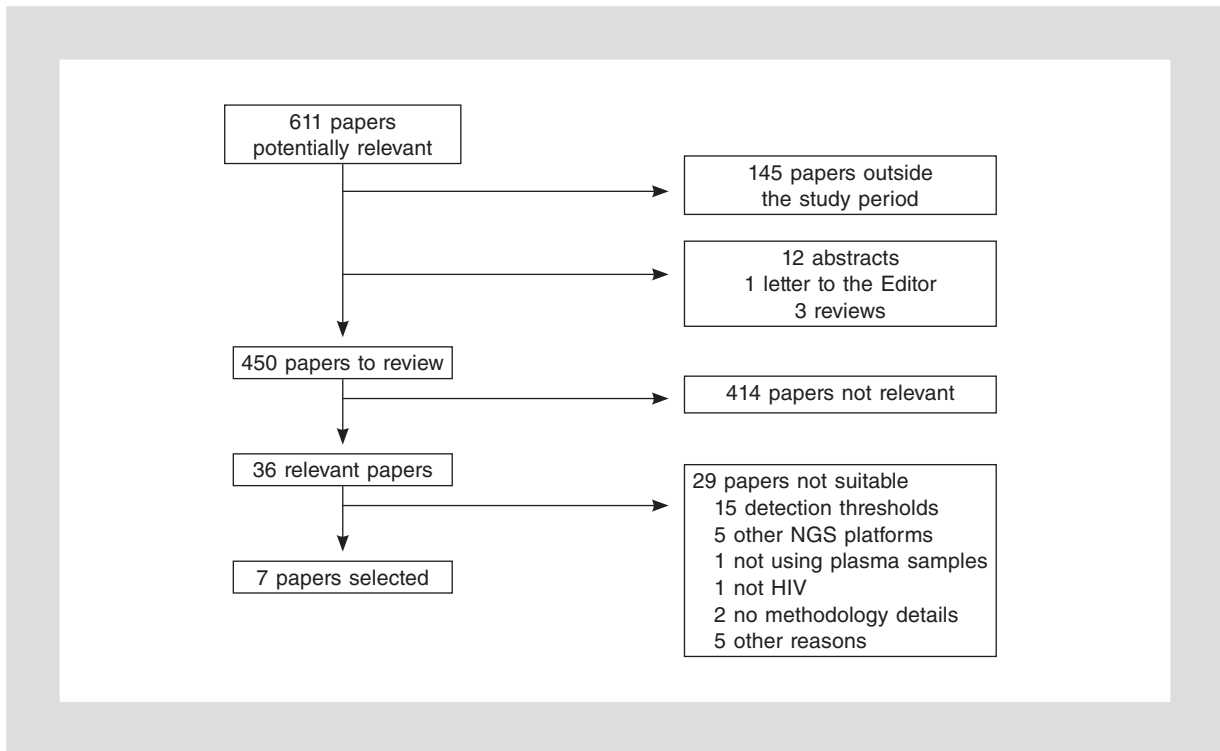 611 papers
potentially relevant
145 papers outside
the study period
12 abstracts
1 letter to the Editor
3 reviews
450 papers to review
414 papers not relevant
36 relevant papers
29 papers not suitable
15 detection thresholds
5 other NGS platforms
1 not using plasma samples
1 not HIV
2 no methodology details
5 other reasons
7 papers selected